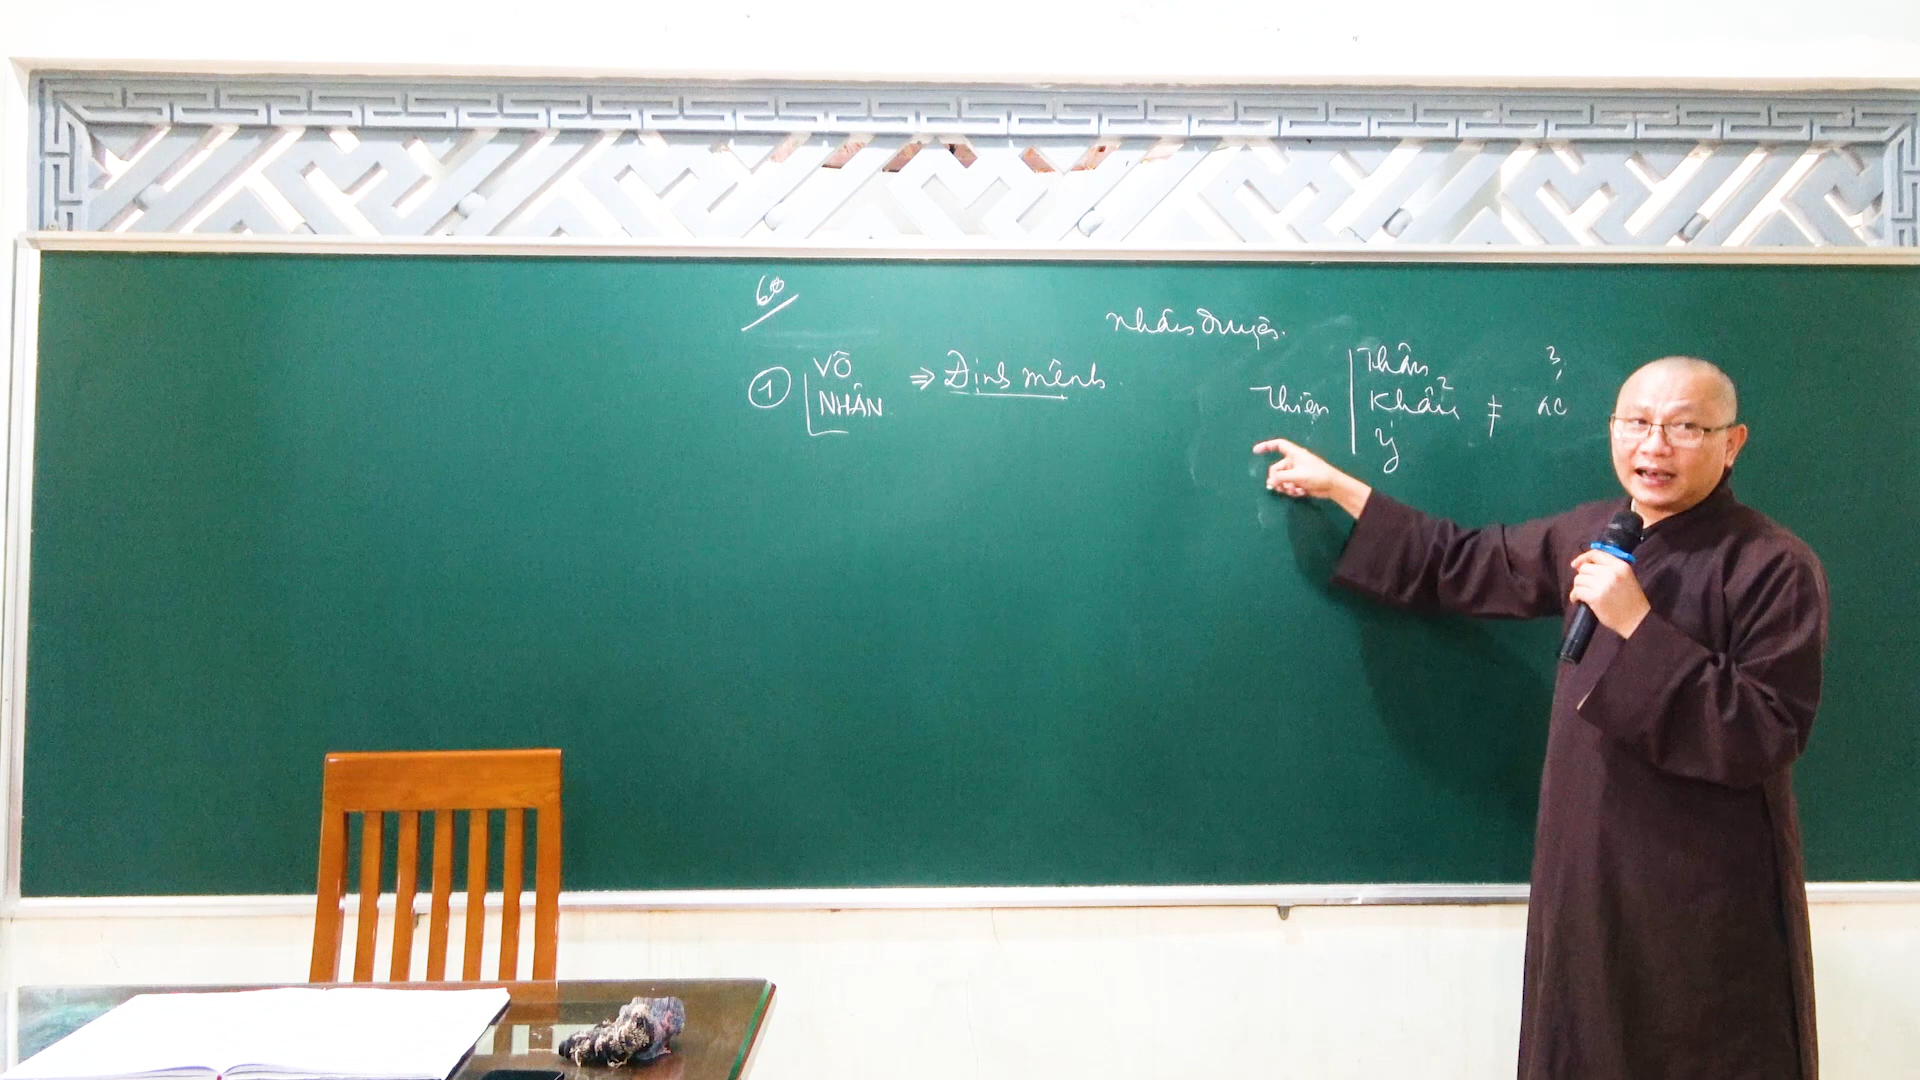 60
nhân duyên.
① VÔ
NHÂN ⇒ Định mệnh.
Thiện
Thân
Khẩu
Ý
≠
ác